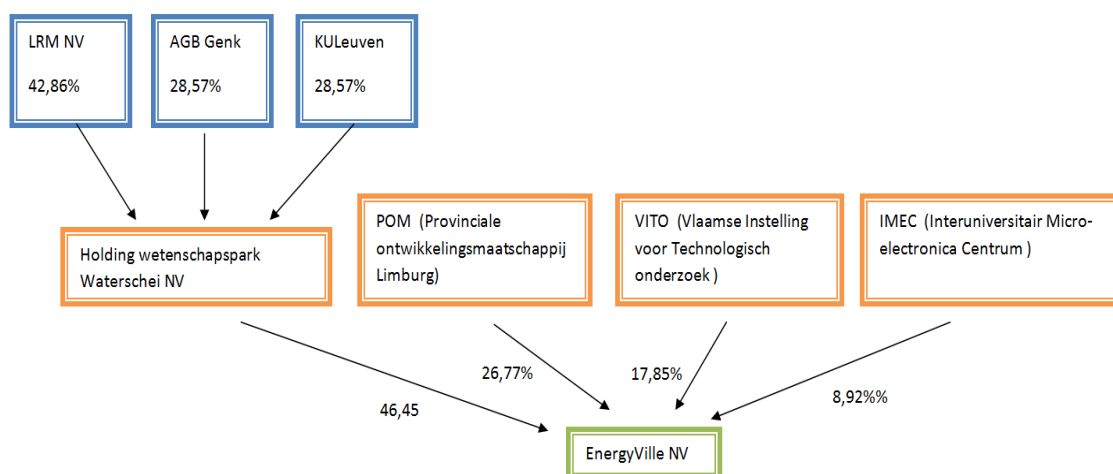 LRM NV
42,86%
AGB Genk
28,57%
KULeuven
28,57%
Holding wetenschapspark
Waterschei NV
POM (Provinciale
ontwikkelingsmaatschappij
Limburg)
VITO (Vlaamse Instelling
voor Technologisch
onderzoek )
IMEC (Interuniversitair Micro-
electronica Centrum )
46,45
26,77%
17,85%
8,92%%
EnergyVille NV